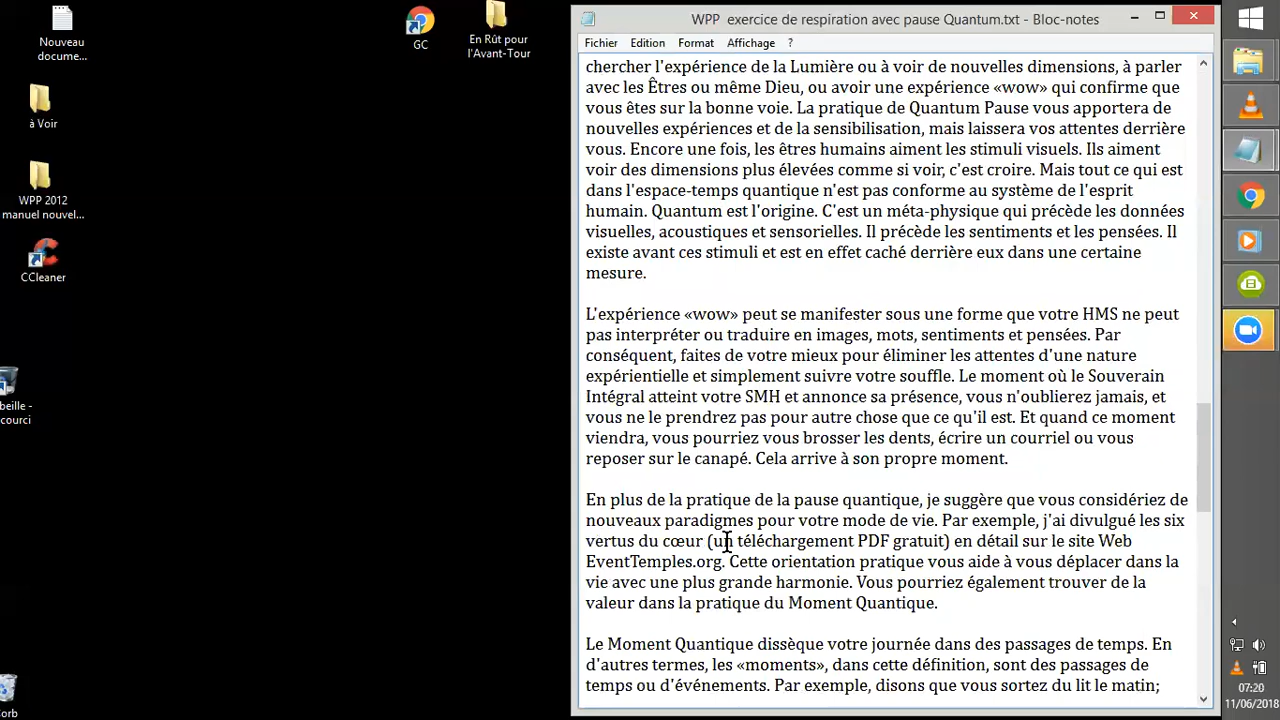 Nouveau
docume...
à Voir
WPP 2012
manuel nouvel...
CCleaner
beille -
courci
Corb
GC
En Rût pour
l'Avant-Tour
WPP exercice de respiration avec pause Quantum.txt - Bloc-notes
Fichier Edition Format Affichage ?
chercher l'expérience de la Lumière ou à voir de nouvelles dimensions, à parler
avec les Êtres ou même Dieu, ou avoir une expérience «wow» qui confirme que
vous êtes sur la bonne voie. La pratique de Quantum Pause vous apportera de
nouvelles expériences et de la sensibilisation, mais laissera vos attentes derrière
vous. Encore une fois, les êtres humains aiment les stimuli visuels. Ils aiment
voir des dimensions plus élevées comme si voir, c'est croire. Mais tout ce qui est
dans l'espace-temps quantique n'est pas conforme au système de l'esprit
humain. Quantum est l'origine. C'est un méta-physique qui précède les données
visuelles, acoustiques et sensorielles. Il précède les sentiments et les pensées. Il
existe avant ces stimuli et est en effet caché derrière eux dans une certaine
mesure.
L'expérience «wow» peut se manifester sous une forme que votre HMS ne peut
pas interpréter ou traduire en images, mots, sentiments et pensées. Par
conséquent, faites de votre mieux pour éliminer les attentes d'une nature
expérientielle et simplement suivre votre souffle. Le moment où le Souverain
Intégral atteint votre SMH et annonce sa présence, vous n'oublierez jamais, et
vous ne le prendrez pas pour autre chose que ce qu'il est. Et quand ce moment
viendra, vous pourriez vous brosser les dents, écrire un courriel ou vous
reposer sur le canapé. Cela arrive à son propre moment.
En plus de la pratique de la pause quantique, je suggère que vous considériez de
nouveaux paradigmes pour votre mode de vie. Par exemple, j'ai divulgué les six
vertus du cœur (un téléchargement PDF gratuit) en détail sur le site Web
EventTemples.org. Cette orientation pratique vous aide à vous déplacer dans la
vie avec une plus grande harmonie. Vous pourriez également trouver de la
valeur dans la pratique du Moment Quantique.
Le Moment Quantique dissèque votre journée dans des passages de temps. En
d'autres termes, les «moments», dans cette définition, sont des passages de
temps ou d'événements. Par exemple, disons que vous sortez du lit le matin;
07:20
11/06/2018